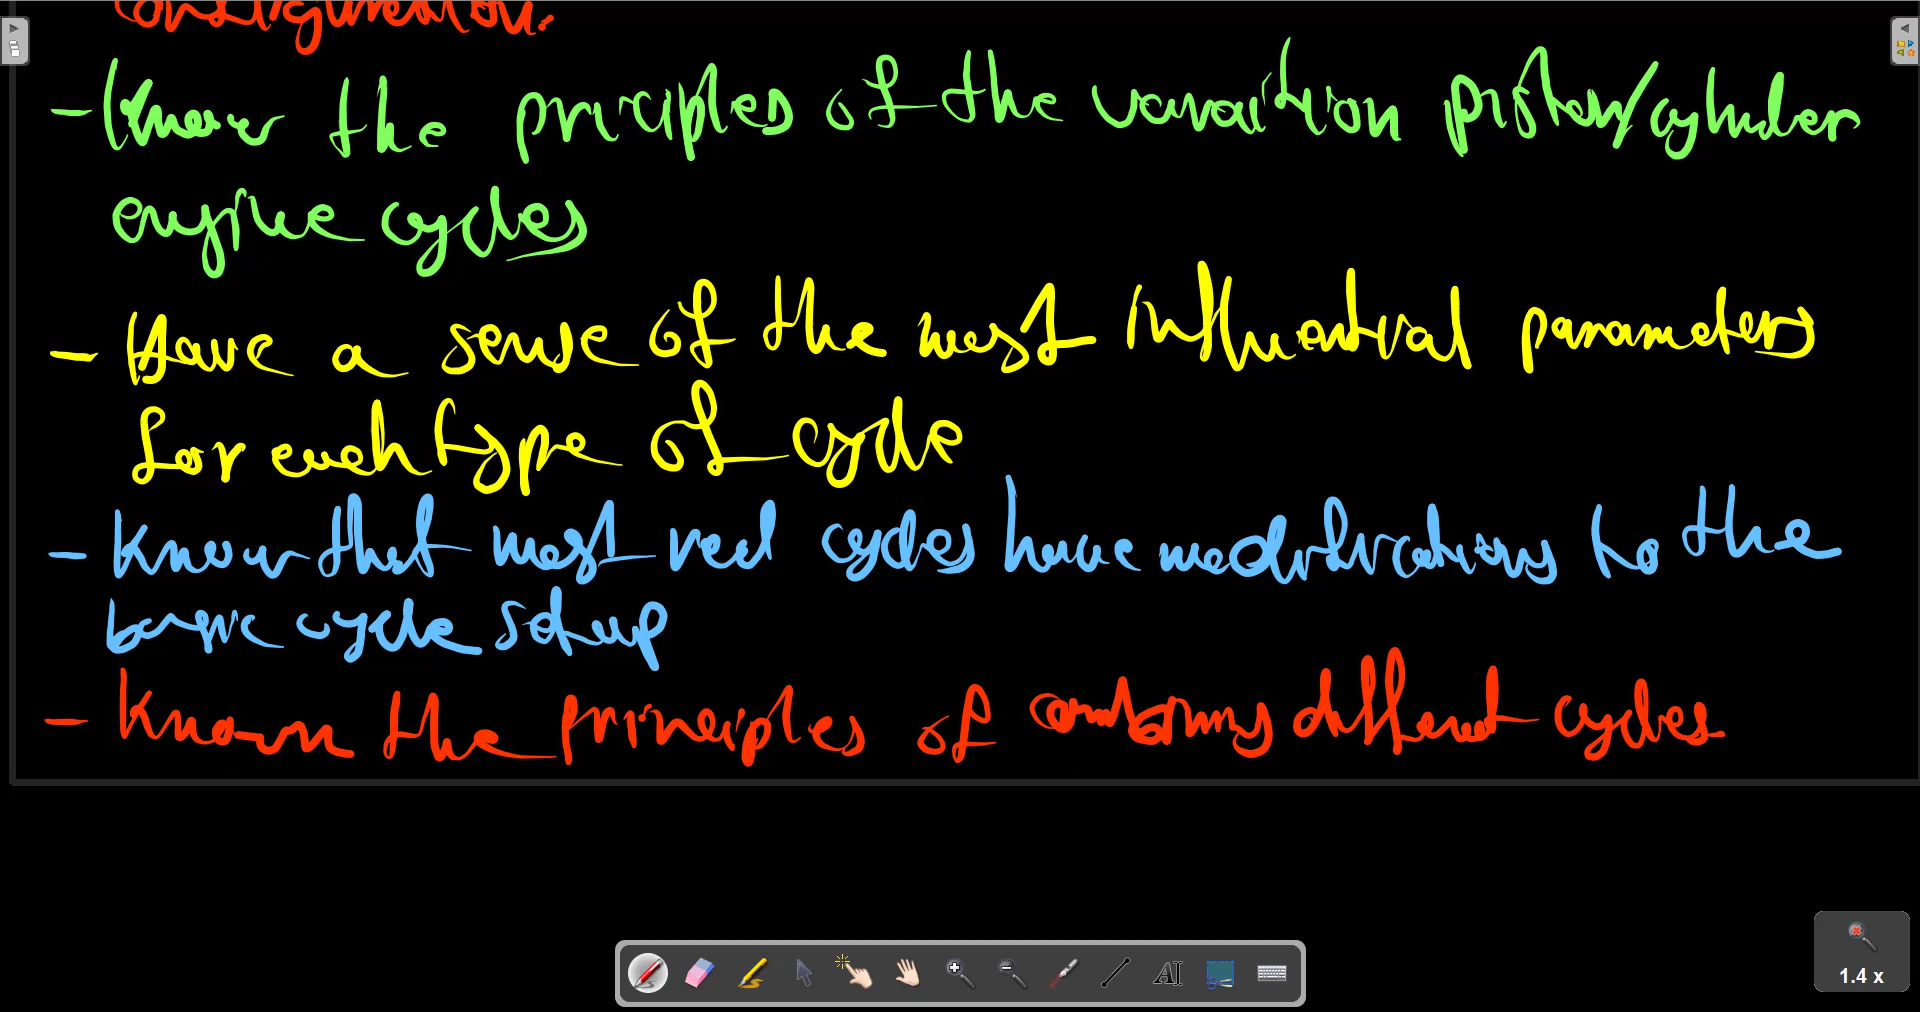 configuration.
- Know the principles of the variation piston/cylinder
engine cycles
- Have a sense of the most influential parameters
for each type of cycle
- Know that most real cycles have modifications to the
basic cycle setup
- Known the principles of combining different cycles
1.4 x